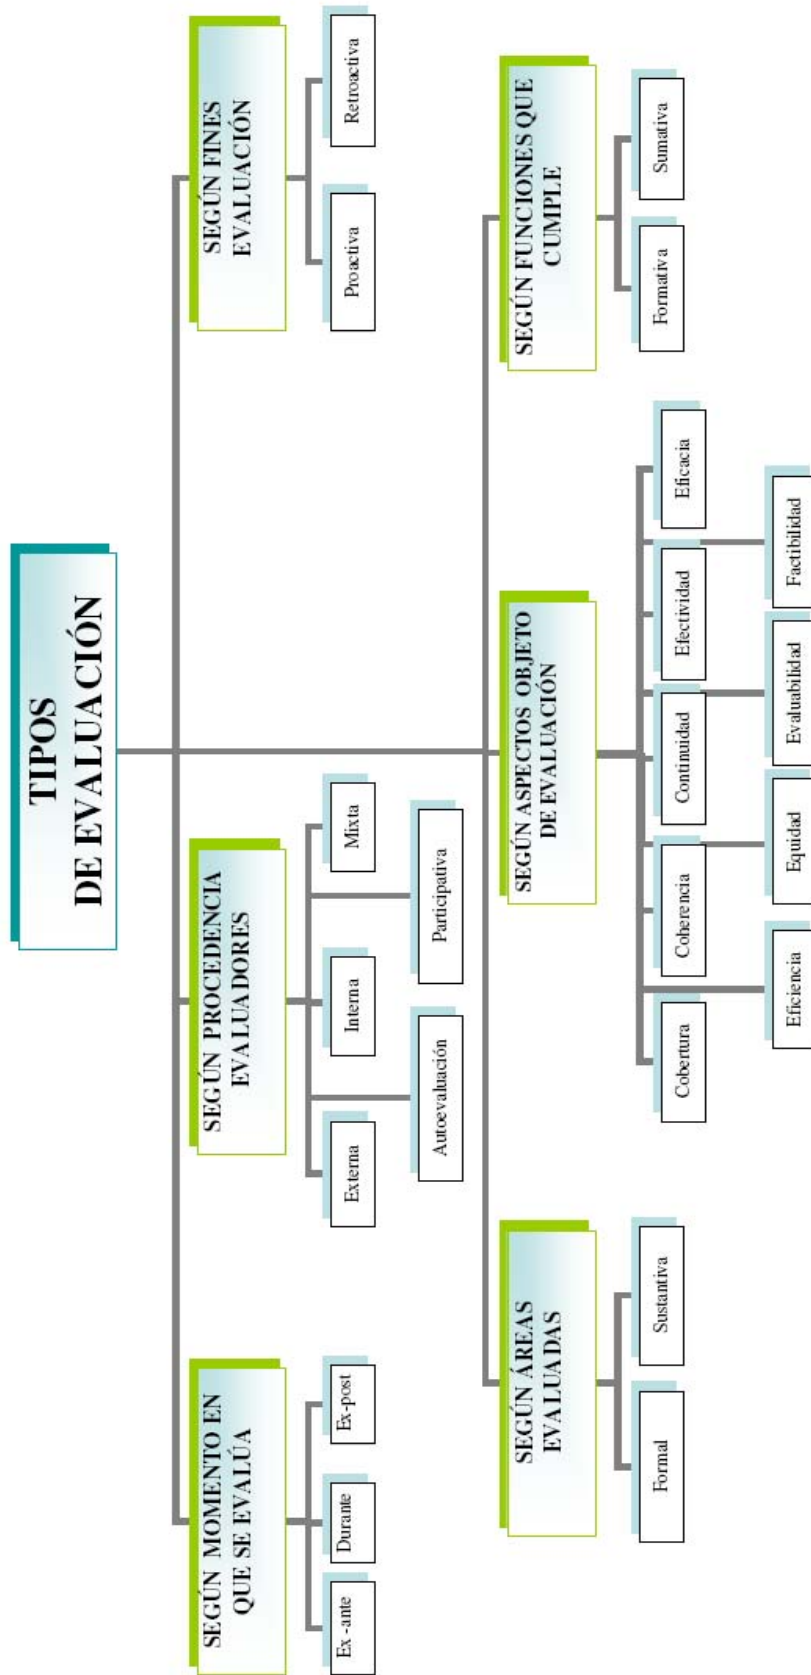 TIPOS
DE EVALUACIÓN
SEGÚN MOMENTO EN
QUE SE EVALÚA
Ex -ante
Durante
Ex-post
SEGÚN PROCEDENCIA
EVALUADORES
Externa
Interna
Mixta
Autoevaluación
Participativa
SEGÚN FINES
EVALUACIÓN
Proactiva
Retroactiva
SEGÚN ÁREAS
EVALUADAS
Formal
Sustantiva
SEGÚN ASPECTOS OBJETO
DE EVALUACIÓN
Cobertura
Coherencia
Continuidad
Efectividad
Eficacia
Eficiencia
Equidad
Evaluabilidad
Factibilidad
SEGÚN FUNCIONES QUE
CUMPLE
Formativa
Sumativa